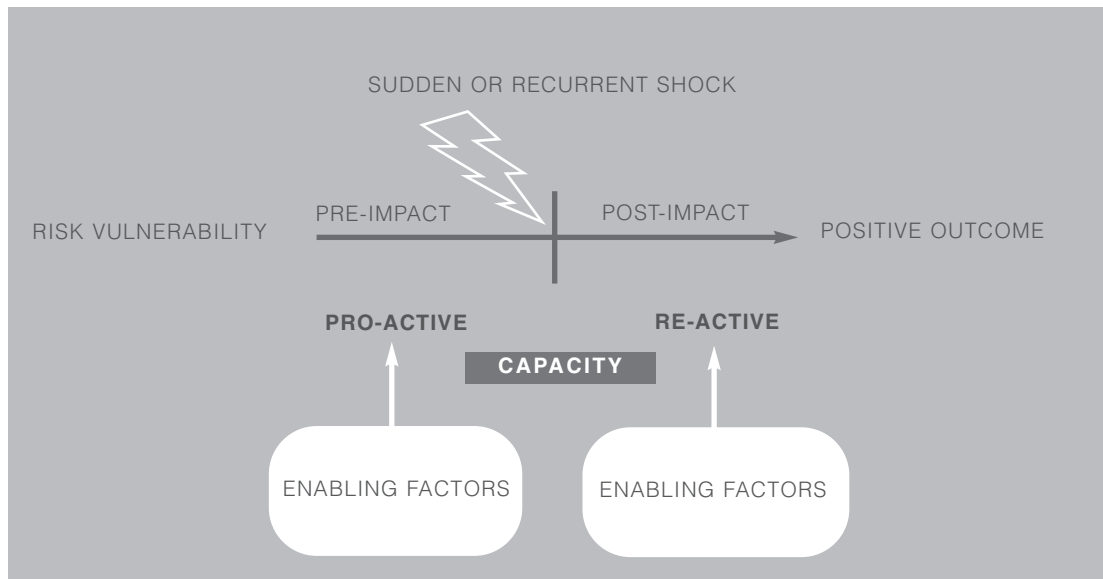 SUDDEN OR RECURRENT SHOCK
PRE-IMPACT
POST-IMPACT
RISK VULNERABILITY
POSITIVE OUTCOME
PRO-ACTIVE
RE-ACTIVE
CAPACITY
ENABLING FACTORS
ENABLING FACTORS